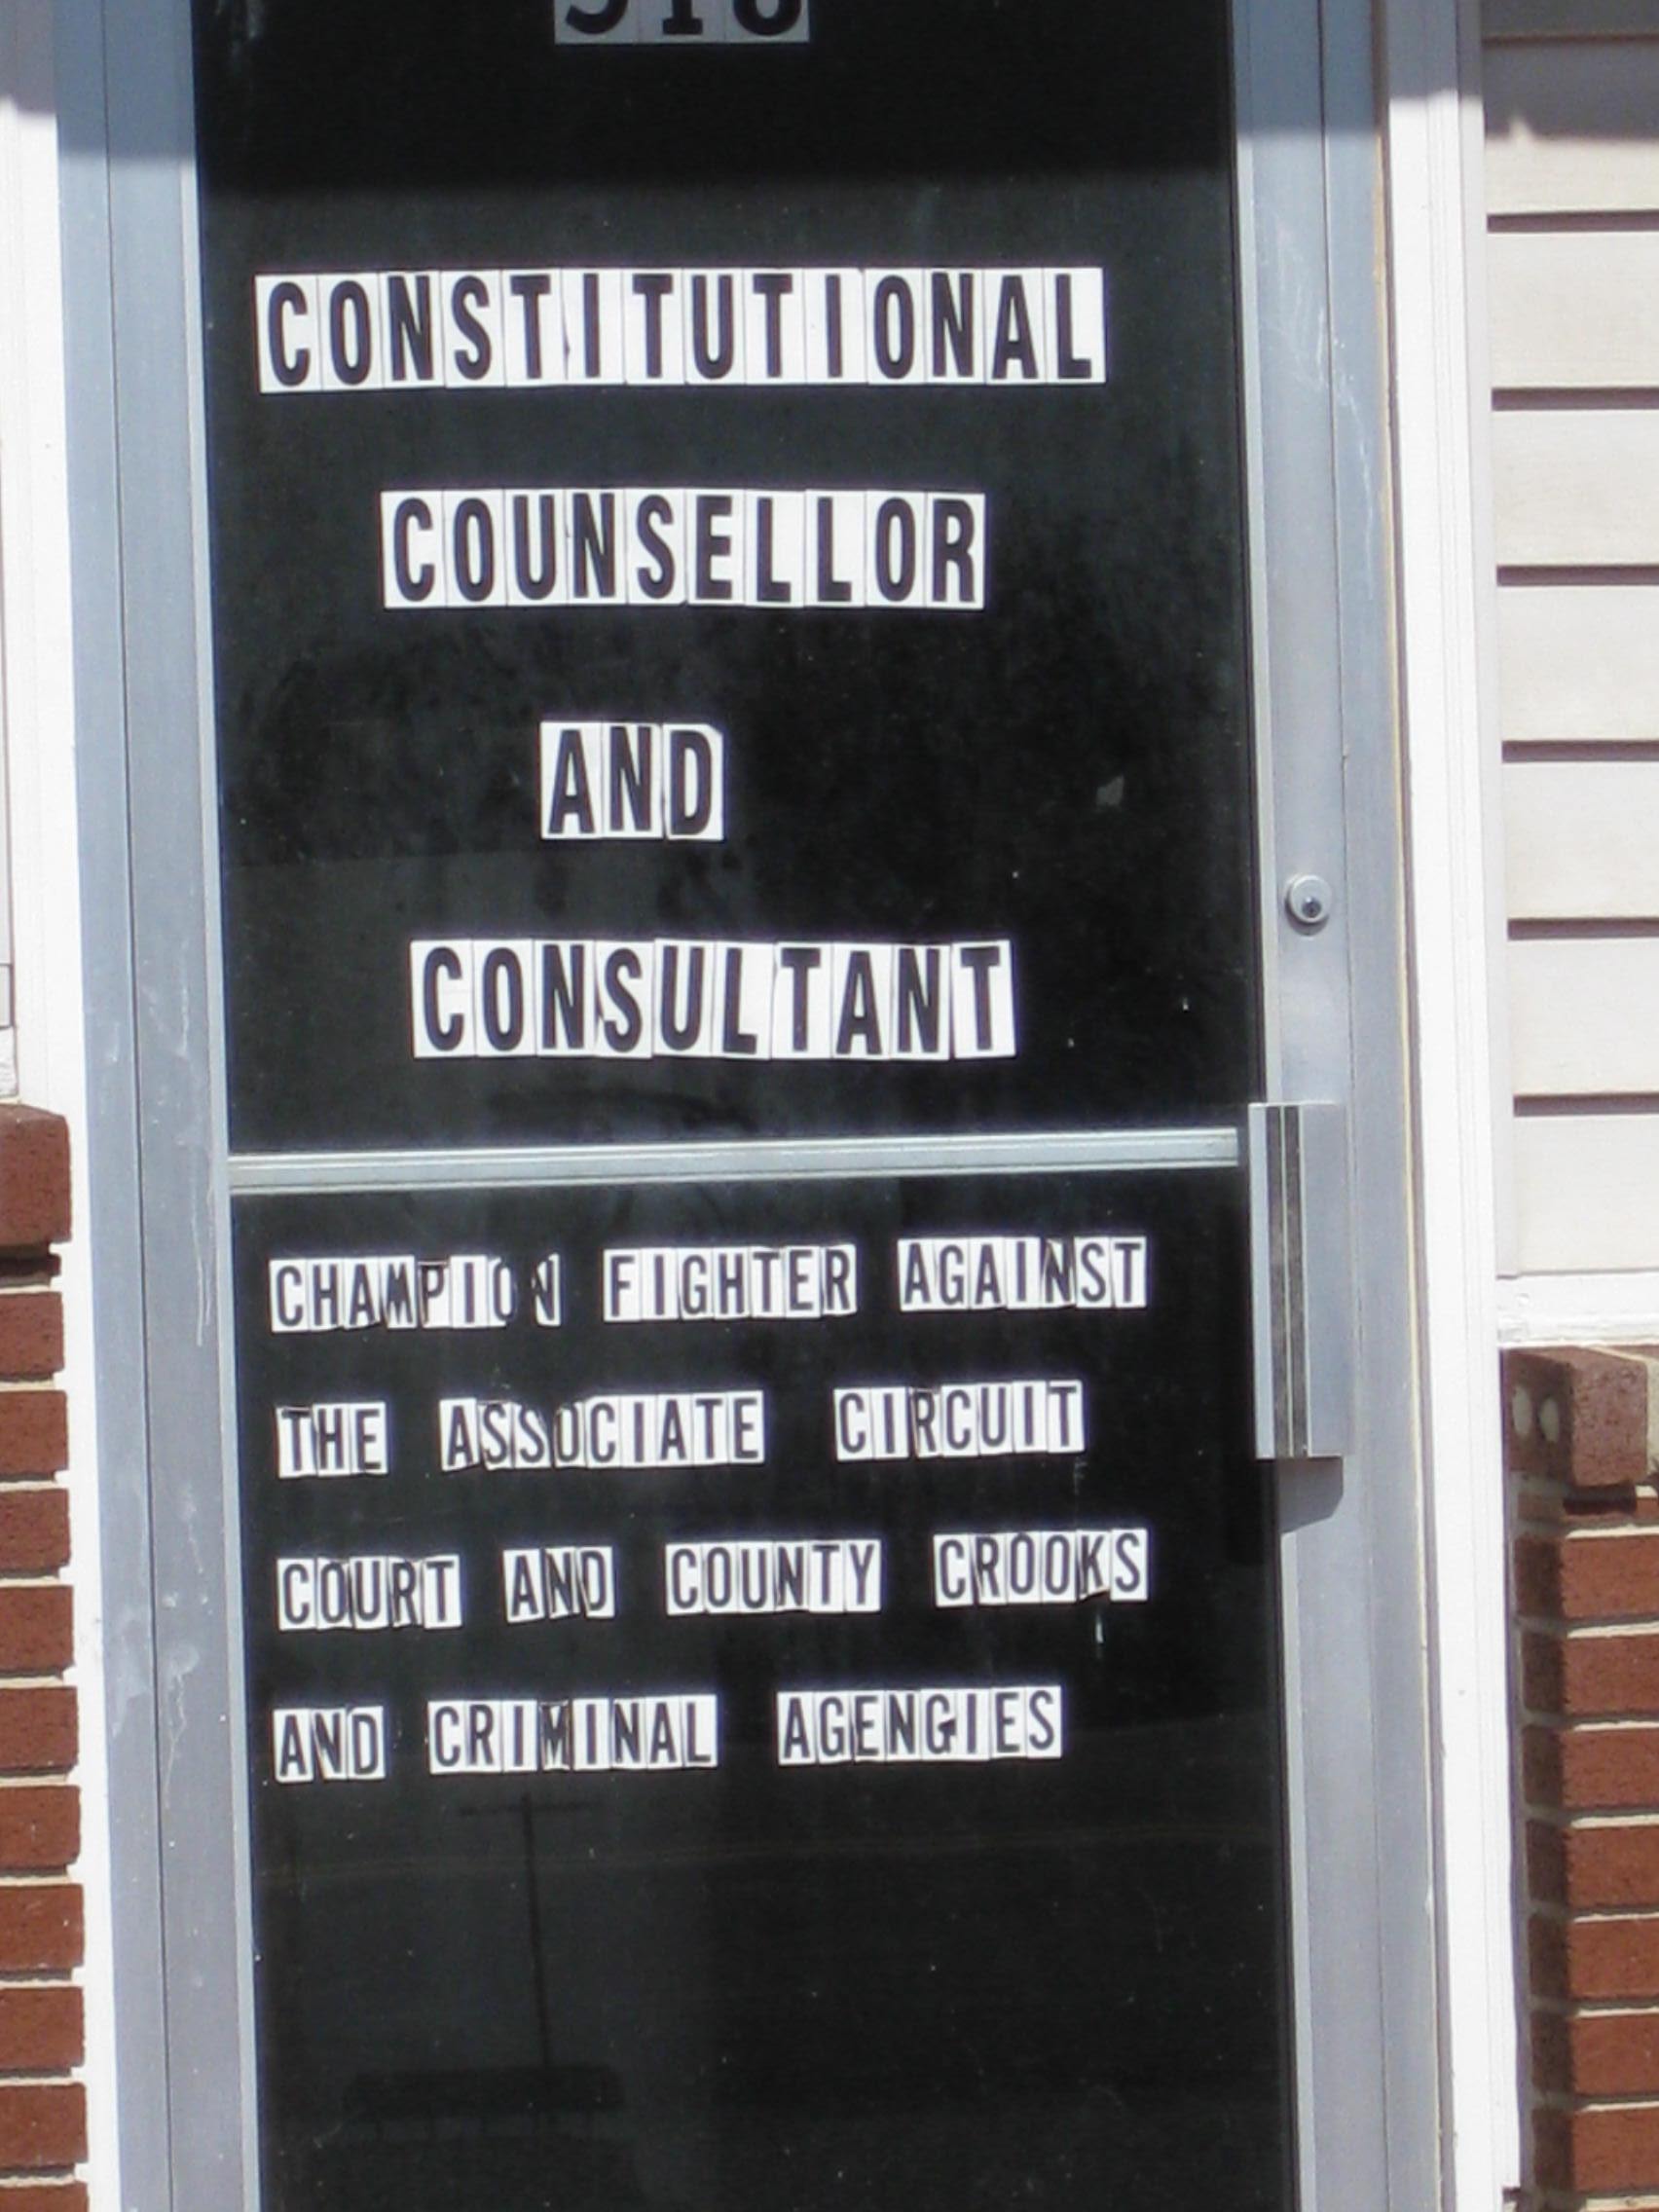 CONSTITUTIONAL
COUNSELLOR
AND
CONSULTANT
CHAMPION FIGHTER AGAINST
THE ASSOCIATE CIRCUIT
COURT AND COUNTY CROOKS
AND CRIMINAL AGENGIES